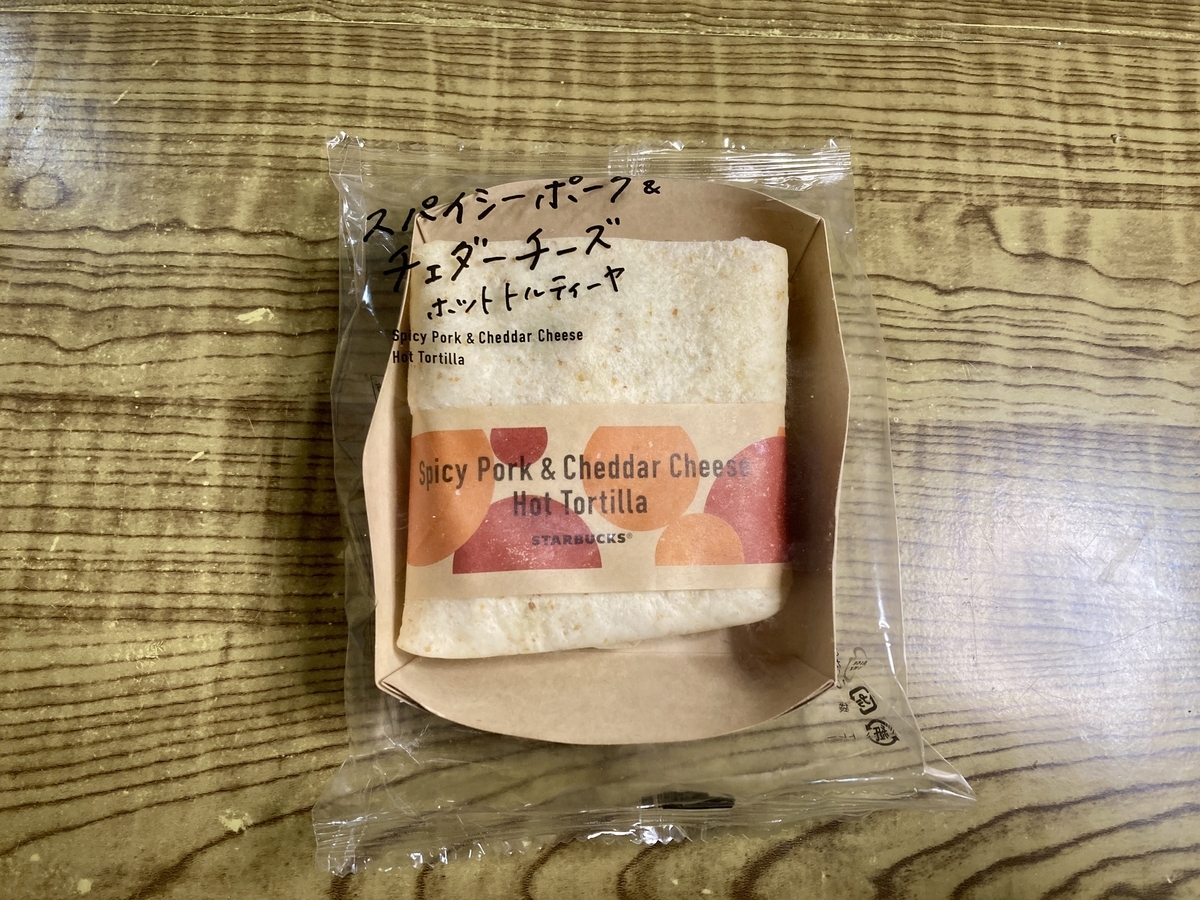 スパイシーポーク&
チェダーチーズ
ホットトルティーヤ
Spicy Pork & Cheddar Cheese
Hot Tortilla
Spicy Pork & Cheddar Cheese
Hot Tortilla
STARBUCKS®